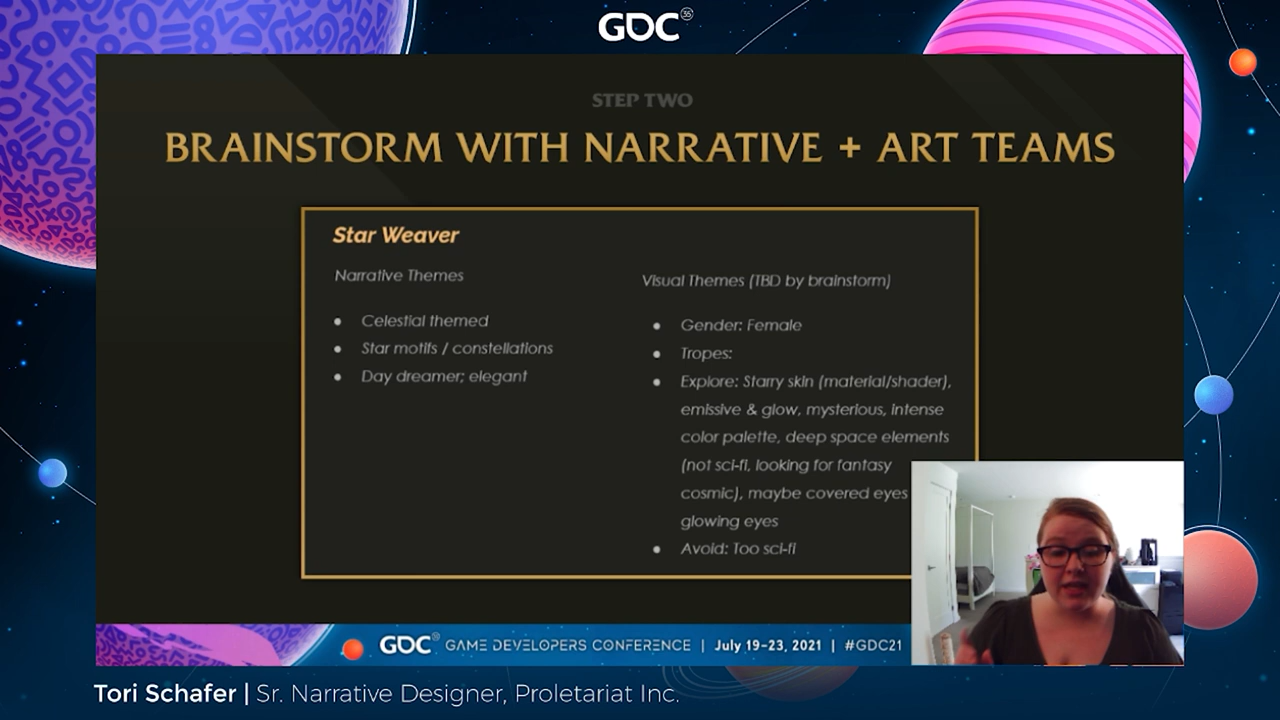 GDC 35
STEP TWO
BRAINSTORM WITH NARRATIVE + ART TEAMS
Star Weaver
Narrative Themes
Celestial themed
Star motifs / constellations
Day dreamer; elegant
Visual Themes (TBD by brainstorm)
Gender: Female
Tropes:
Explore: Starry skin (material/shader),
emissive & glow, mysterious, intense
color palette, deep space elements
(not sci-fi, looking for fantasy
cosmic), maybe covered eyes
glowing eyes
Avoid: Too sci-fi
GDC 35 GAME DEVELOPERS CONFERENCE | July 19-23, 2021 | #GDC21
Tori Schafer | Sr. Narrative Designer, Proletariat Inc.